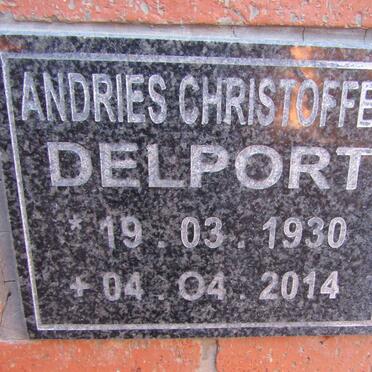 ANDRIES CHRISTOFFE
DELPORT
* 19 . 03 . 1930
+ 04 . 04 . 2014